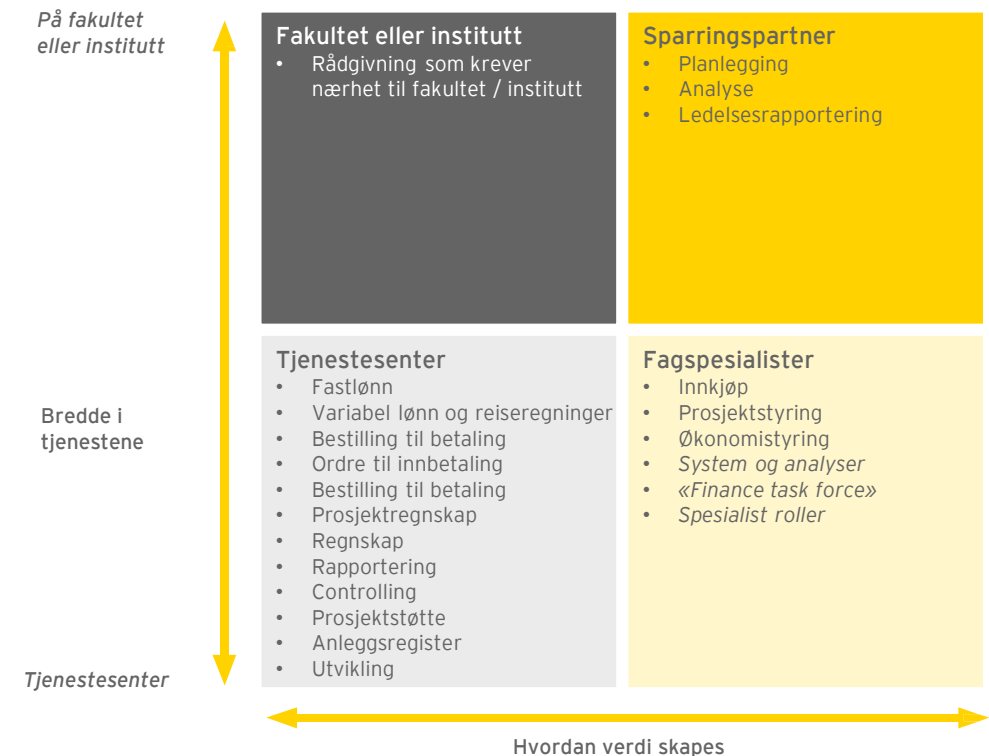 På fakultet
eller institutt
Fakultet eller institutt
• Rådgivning som krever
nærhet til fakultet / institutt
Sparringspartner
• Planlegging
• Analyse
• Ledelsesrapportering
Bredde i
tjenestene
Tjenestesenter
• Fastlønn
• Variabel lønn og reiseregninger
• Bestilling til betaling
• Ordre til innbetaling
• Bestilling til betaling
• Prosjektregnskap
• Regnskap
• Rapportering
• Controlling
• Prosjektstøtte
• Anleggsregister
• Utvikling
Fagspesialister
• Innkjøp
• Prosjektstyring
• Økonomistyring
• System og analyser
• «Finance task force»
• Spesialist roller
Tjenestesenter
Hvordan verdi skapes